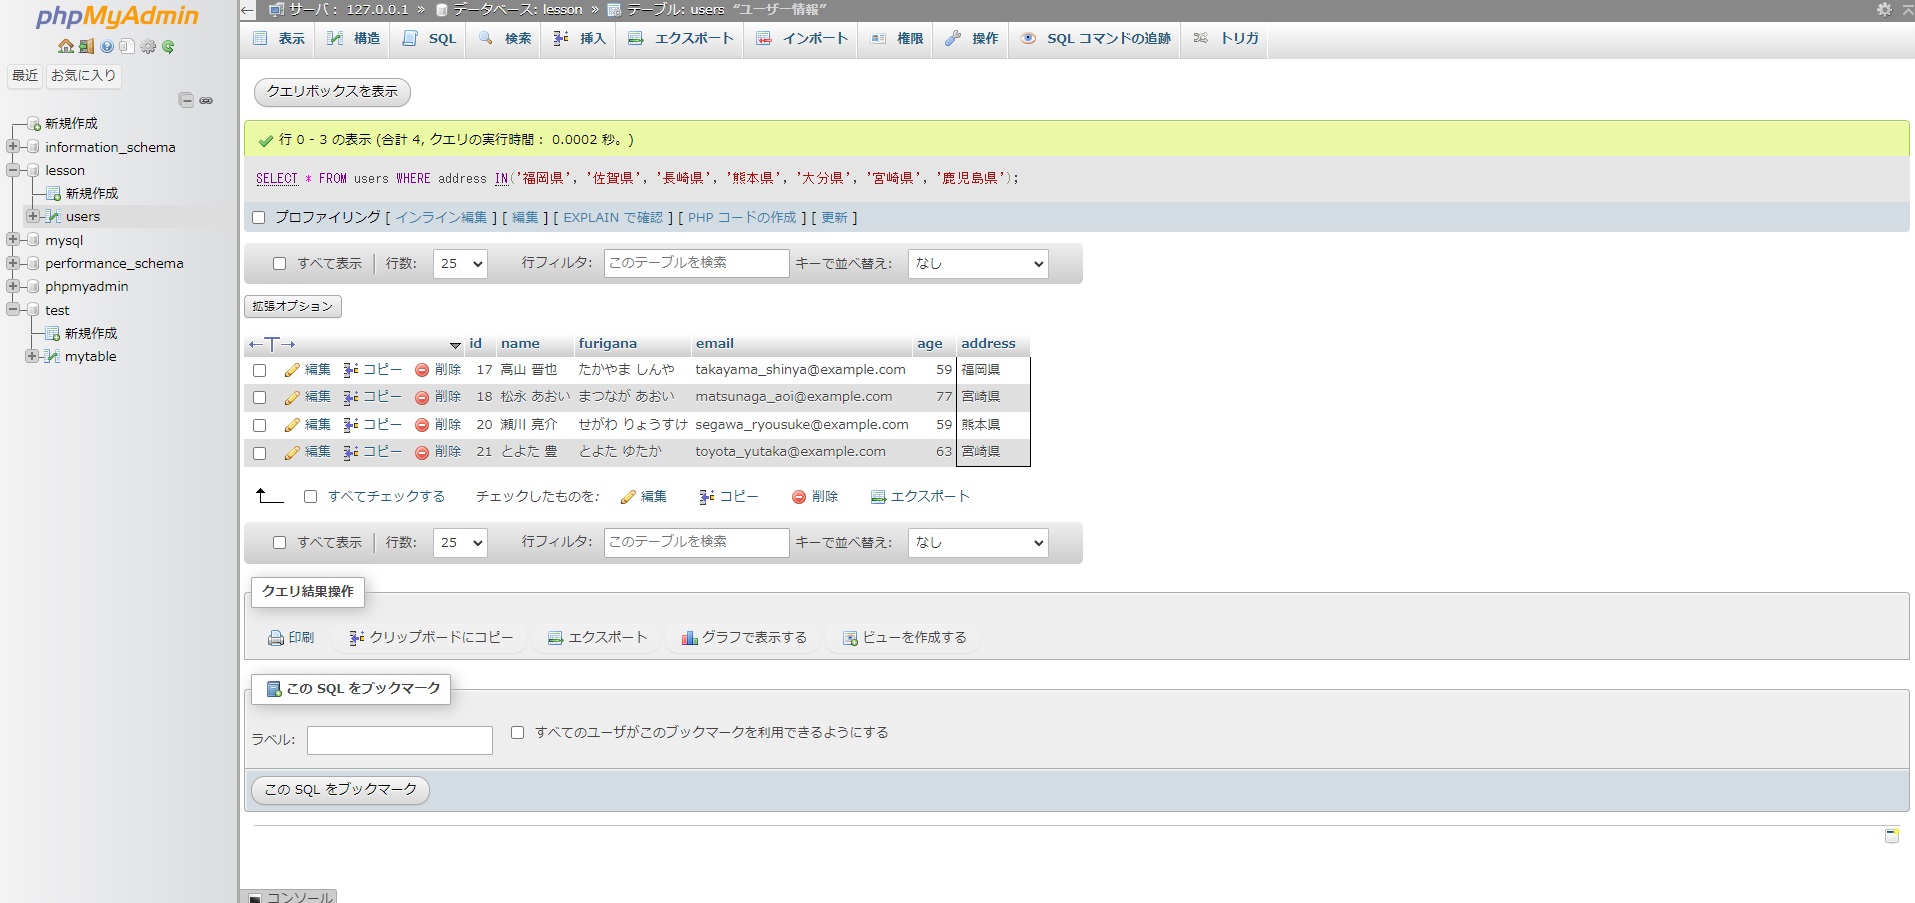 phpMyAdmin
最近 お気に入り
新規作成
information_schema
lesson
新規作成
users
mysql
performance_schema
phpmyadmin
test
新規作成
mytable
サーバ: 127.0.0.1 » データベース: lesson » テーブル: users “ユーザー情報”
表示 構造 SQL 検索 挿入 エクスポート インポート 権限 操作 SQL コマンドの追跡 トリガ
クエリボックスを表示
行 0 - 3 の表示 (合計 4, クエリの実行時間: 0.0002 秒。)
SELECT * FROM users WHERE address IN('福岡県', '佐賀県', '長崎県', '熊本県', '大分県', '宮崎県', '鹿児島県');
プロファイリング [ インライン編集 ] [ 編集 ] [ EXPLAIN で確認 ] [ PHP コードの作成 ] [ 更新 ]
すべて表示 行数: 25 行フィルタ: このテーブルを検索 キーで並べ替え: なし
拡張オプション
←T→ id name furigana email age address
編集 コピー 削除 17 高山 晋也 たかやま しんや takayama_shinya@example.com 59 福岡県
編集 コピー 削除 18 松永 あおい まつなが あおい matsunaga_aoi@example.com 77 宮崎県
編集 コピー 削除 20 瀬川 亮介 せがわ りょうすけ segawa_ryousuke@example.com 59 熊本県
編集 コピー 削除 21 とよた 豊 とよた ゆたか toyota_yutaka@example.com 63 宮崎県
すべてチェックする チェックしたものを: 編集 コピー 削除 エクスポート
すべて表示 行数: 25 行フィルタ: このテーブルを検索 キーで並べ替え: なし
クエリ結果操作
印刷 クリップボードにコピー エクスポート グラフで表示する ビューを作成する
この SQL をブックマーク
ラベル: すべてのユーザがこのブックマークを利用できるようにする
この SQL をブックマーク
コンソール